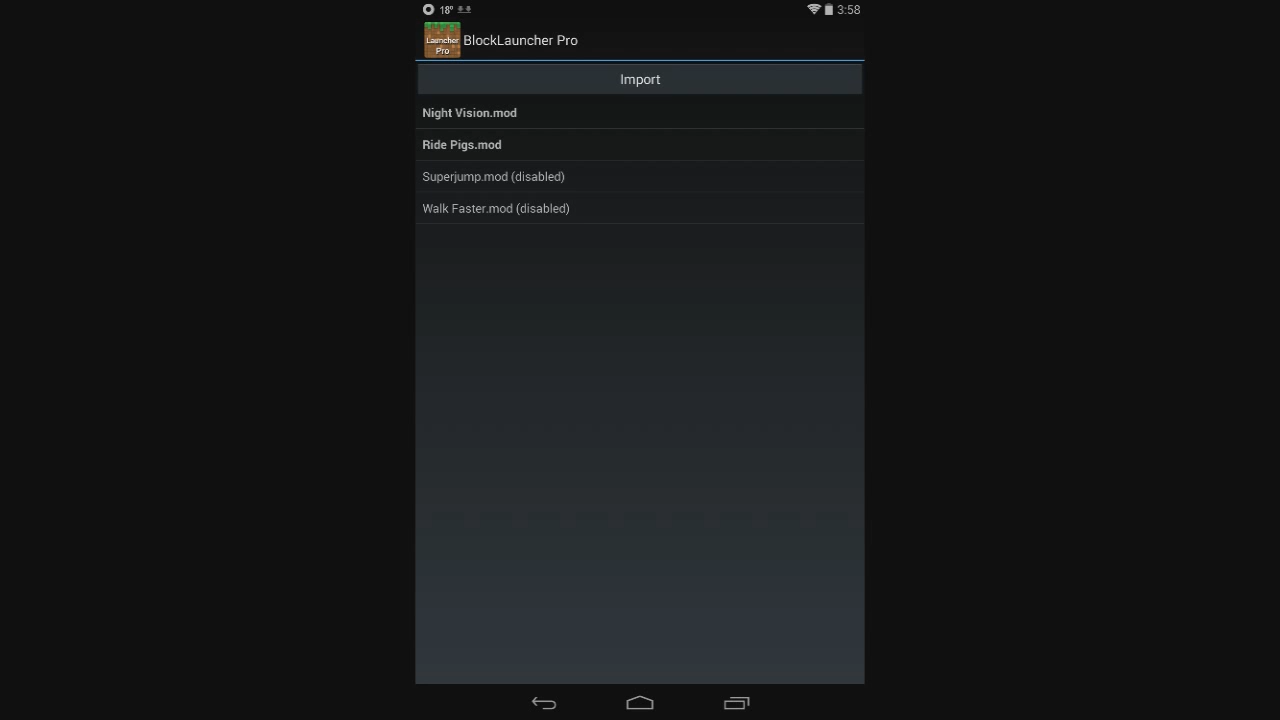 18° 3:58
Launcher
Pro
BlockLauncher Pro
Import
Night Vision.mod
Ride Pigs.mod
Superjump.mod (disabled)
Walk Faster.mod (disabled)